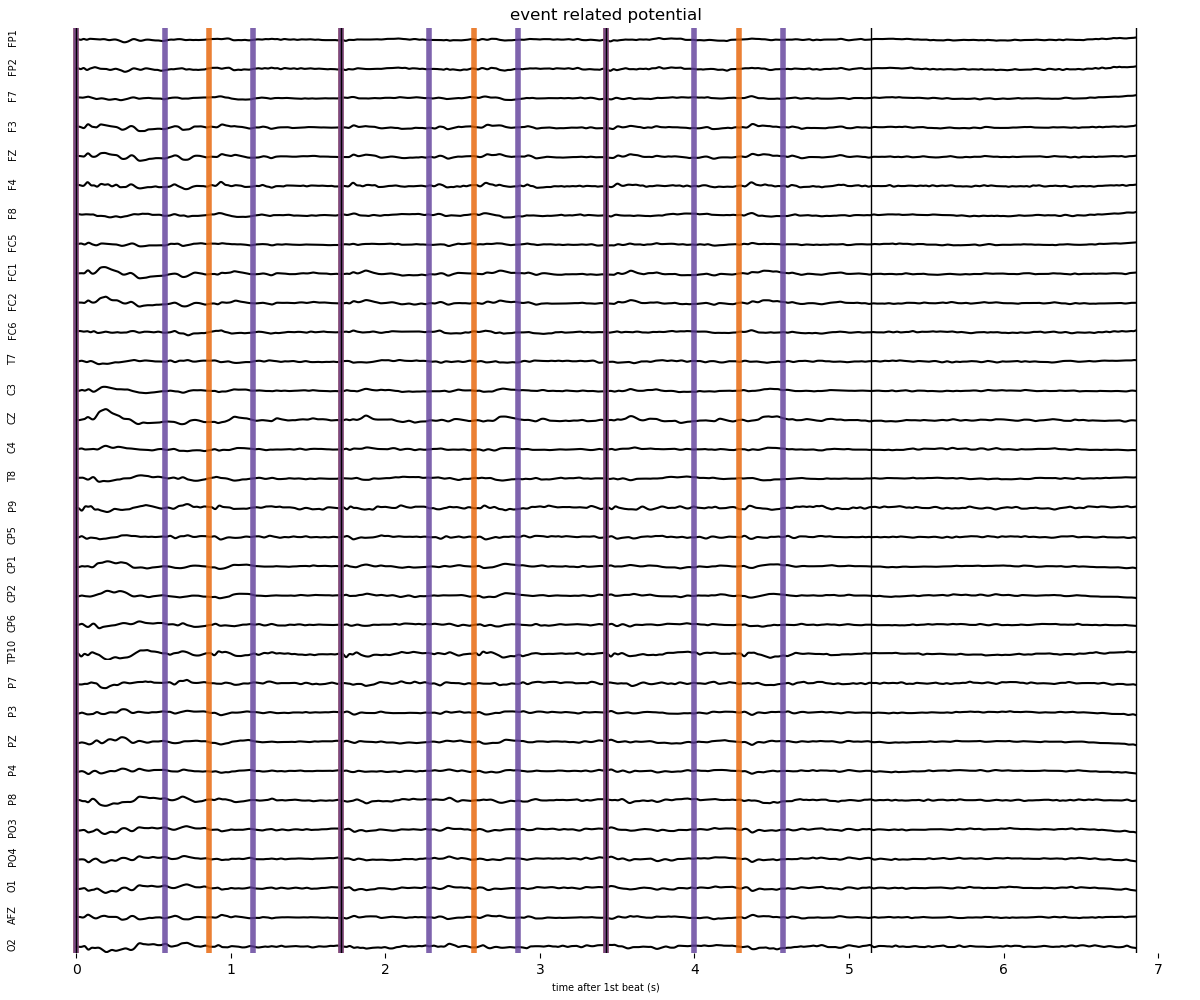 event related potential
FP1
FP2
F7
F3
FZ
F4
F8
FC5
FC1
FC2
FC6
T7
C3
CZ
C4
T8
P9
CP5
CP1
CP2
CP6
TP10
P7
P3
PZ
P4
P8
PO3
PO4
O1
AFZ
O2
0 1 2 3 4 5 6 7
time after 1st beat (s)